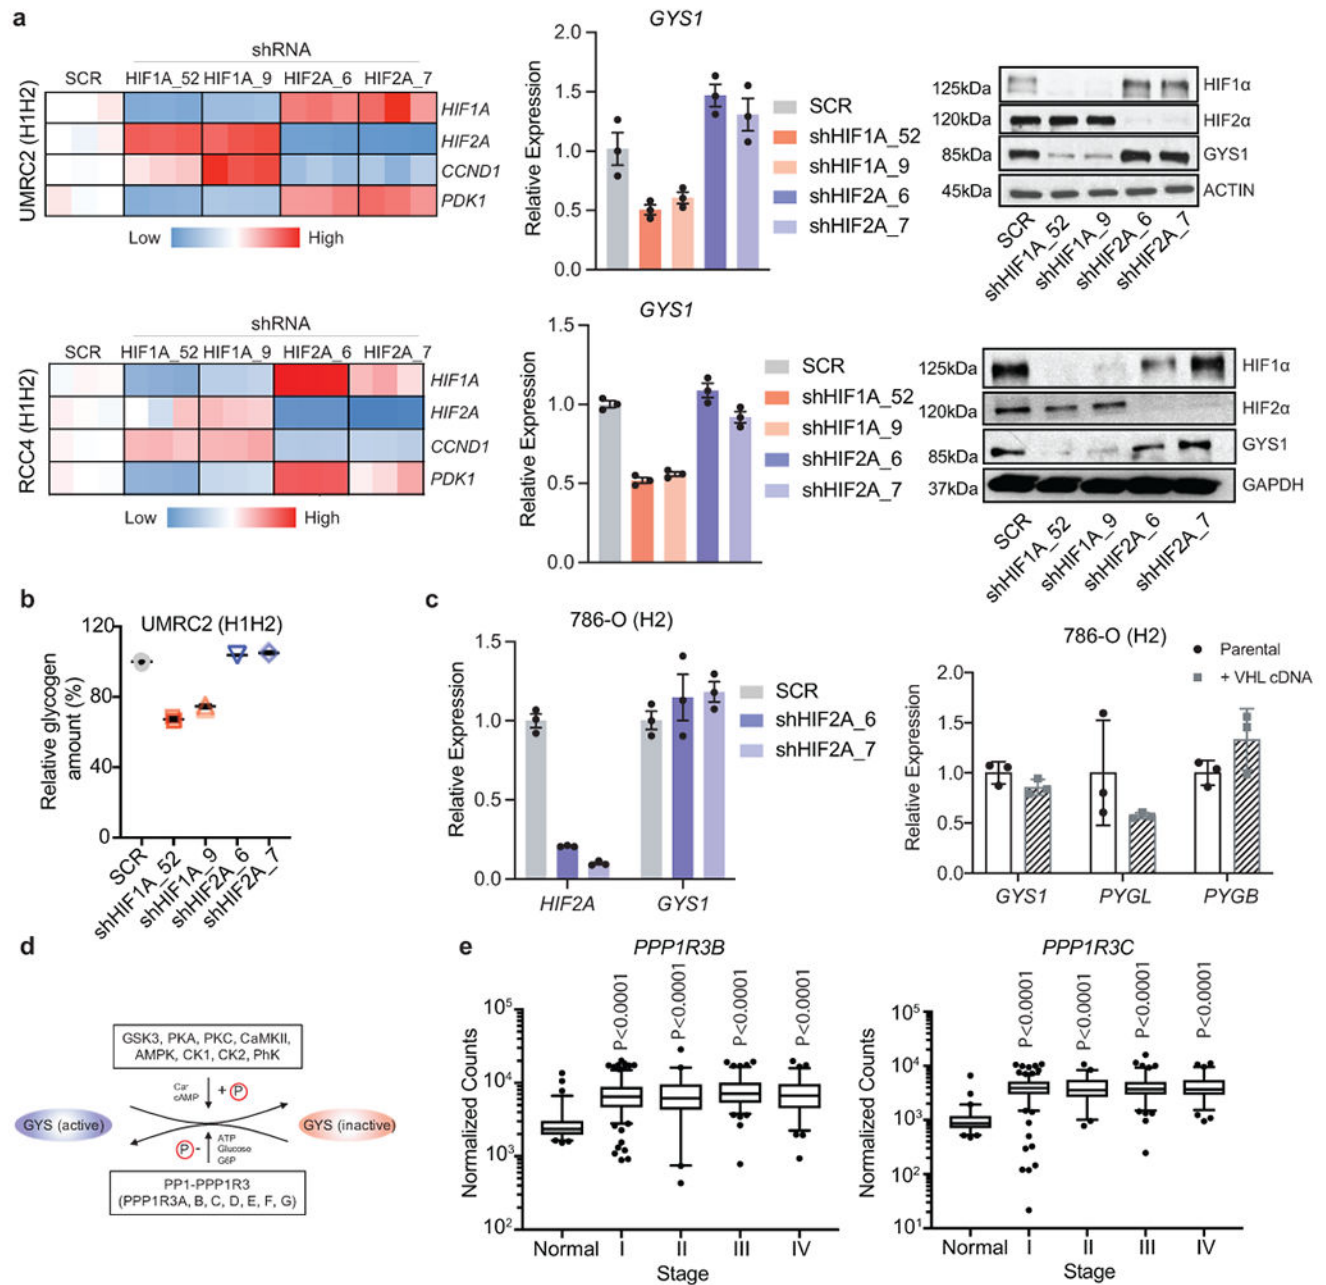 a
shRNA
SCR HIF1A_52 HIF1A_9 HIF2A_6 HIF2A_7
UMRC2 (H1H2)
HIF1A
HIF2A
CCND1
PDK1
Low High
GYS1
Relative Expression
2.0
1.5
1.0
0.5
0.0
SCR
shHIF1A_52
shHIF1A_9
shHIF2A_6
shHIF2A_7
125kDa HIF1α
120kDa HIF2α
85kDa GYS1
45kDa ACTIN
SCR
shHIF1A_52
shHIF1A_9
shHIF2A_6
shHIF2A_7
shRNA
SCR HIF1A_52 HIF1A_9 HIF2A_6 HIF2A_7
RCC4 (H1H2)
HIF1A
HIF2A
CCND1
PDK1
Low High
GYS1
Relative Expression
1.5
1.0
0.5
0.0
SCR
shHIF1A_52
shHIF1A_9
shHIF2A_6
shHIF2A_7
125kDa HIF1α
120kDa HIF2α
85kDa GYS1
37kDa GAPDH
SCR
shHIF1A_52
shHIF1A_9
shHIF2A_6
shHIF2A_7
b
UMRC2 (H1H2)
Relative glycogen
amount (%)
120
80
40
0
SCR
shHIF1A_52
shHIF1A_9
shHIF2A_6
shHIF2A_7
c
786-O (H2)
Relative Expression
1.5
1.0
0.5
0.0
HIF2A GYS1
SCR
shHIF2A_6
shHIF2A_7
786-O (H2)
Parental
+ VHL cDNA
Relative Expression
2.0
1.5
1.0
0.5
0.0
GYS1 PYGL PYGB
d
GSK3, PKA, PKC, CaMKII,
AMPK, CK1, CK2, PhK
cAMP
+ P
GYS (active) GYS (inactive)
P -
ATP
Glucose
G6P
PP1-PPP1R3
(PPP1R3A, B, C, D, E, F, G)
e
PPP1R3B
P<0.0001 P<0.0001 P<0.0001 P<0.0001
Normalized Counts
10⁵
10⁴
10³
10²
Normal I II III IV
Stage
PPP1R3C
P<0.0001 P<0.0001 P<0.0001 P<0.0001
Normalized Counts
10⁵
10⁴
10³
10²
10¹
Normal I II III IV
Stage